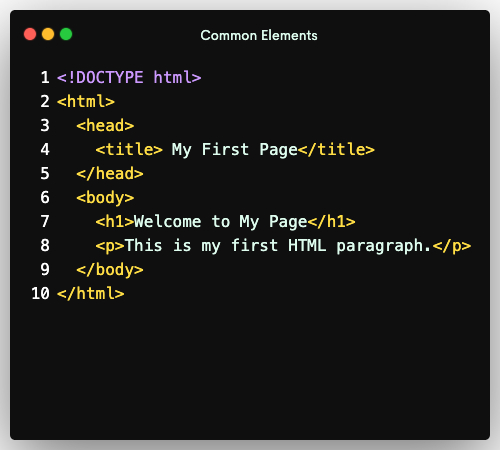 Common Elements
1 <!DOCTYPE html>
2 <html>
3   <head>
4     <title> My First Page</title>
5   </head>
6   <body>
7     <h1>Welcome to My Page</h1>
8     <p>This is my first HTML paragraph.</p>
9   </body>
10 </html>